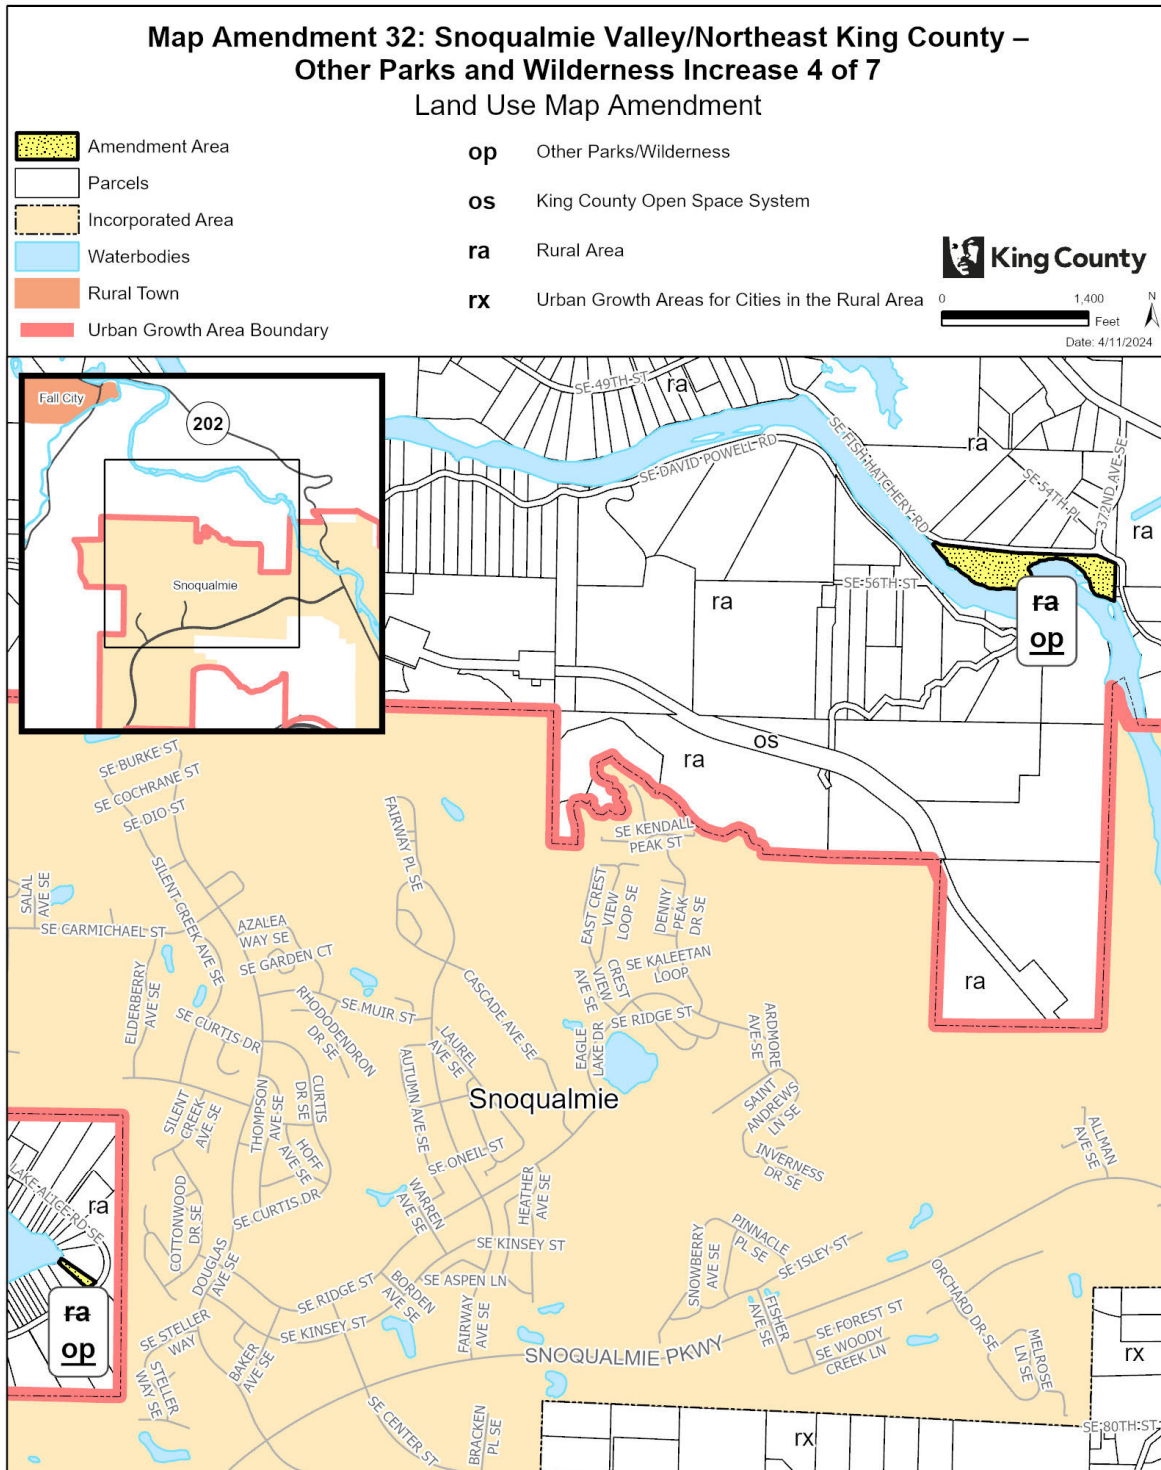 Map Amendment 32: Snoqualmie Valley/Northeast King County –
Other Parks and Wilderness Increase 4 of 7
Land Use Map Amendment
Amendment Area
Parcels
Incorporated Area
Waterbodies
Rural Town
Urban Growth Area Boundary
op Other Parks/Wilderness
os King County Open Space System
ra Rural Area
rx Urban Growth Areas for Cities in the Rural Area
King County
0 1,400
Feet
N
Date: 4/11/2024
Fall City
202
Snoqualmie
SE 49TH ST
ra
SE DAVID POWELL RD
SE FISH HATCHERY RD
ra
SE 54TH PL
372ND AVE SE
ra
SE 56TH ST
ra
ra
op
os
ra
SE BURKE ST
SE COCHRANE ST
SE DIO ST
FAIRWAY PL SE
SE KENDALL
PEAK ST
SILENT CREEK AVE SE
SALAL
AVE SE
SE CARMICHAEL ST
AZALEA
WAY SE
SE GARDEN CT
EAST CREST
VIEW
LOOP SE
DENNY
PEAK
DR SE
SE KALEETAN
LOOP
ELDERBERRY
AVE SE
SE CURTIS DR
RHODODENDRON
DR SE
SE MUIR ST
CASCADE AVE SE
CREST
VIEW
AVE SE
SE RIDGE ST
ra
EAGLE
LAKE DR
ARDMORE
AVE SE
LAUREL
AVE SE
AUTUMN AVE SE
Snoqualmie
SAINT
ANDREWS
LN SE
SILENT
CREEK
AVE SE
THOMPSON
AVE SE
CURTIS
DR SE
HOFF
AVE SE
SE ONEIL ST
INVERNESS
DR SE
ALLMAN
AVE SE
LAKE ALICE RD SE
ra
COTTONWOOD
DR SE
SE CURTIS DR
WARREN
AVE SE
HEATHER
AVE SE
SE KINSEY ST
PINNACLE
PL SE
SNOWBERRY
AVE SE
SE ISLEY ST
DOUGLAS
AVE SE
SE RIDGE ST
BORDEN
AVE SE
SE ASPEN LN
FAIRWAY
AVE SE
FISHER
AVE SE
ORCHARD DR SE
ra
op
SE STELLER
WAY
SE KINSEY ST
SE FOREST ST
SE WOODY
CREEK LN
MELROSE
LN SE
rx
SNOQUALMIE PKWY
BAKER
AVE SE
STELLER
WAY SE
SE CENTER ST
BRACKEN
PL SE
SE 80TH ST
rx